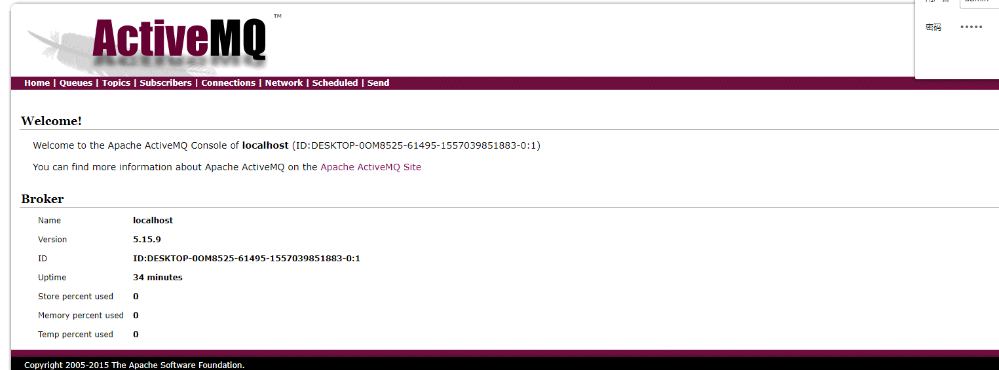 ActiveMQ™
密码 •••••
Home | Queues | Topics | Subscribers | Connections | Network | Scheduled | Send
Welcome!
Welcome to the Apache ActiveMQ Console of localhost (ID:DESKTOP-0OM8525-61495-1557039851883-0:1)
You can find more information about Apache ActiveMQ on the Apache ActiveMQ Site
Broker
Name localhost
Version 5.15.9
ID ID:DESKTOP-0OM8525-61495-1557039851883-0:1
Uptime 34 minutes
Store percent used 0
Memory percent used 0
Temp percent used 0
Copyright 2005-2015 The Apache Software Foundation.